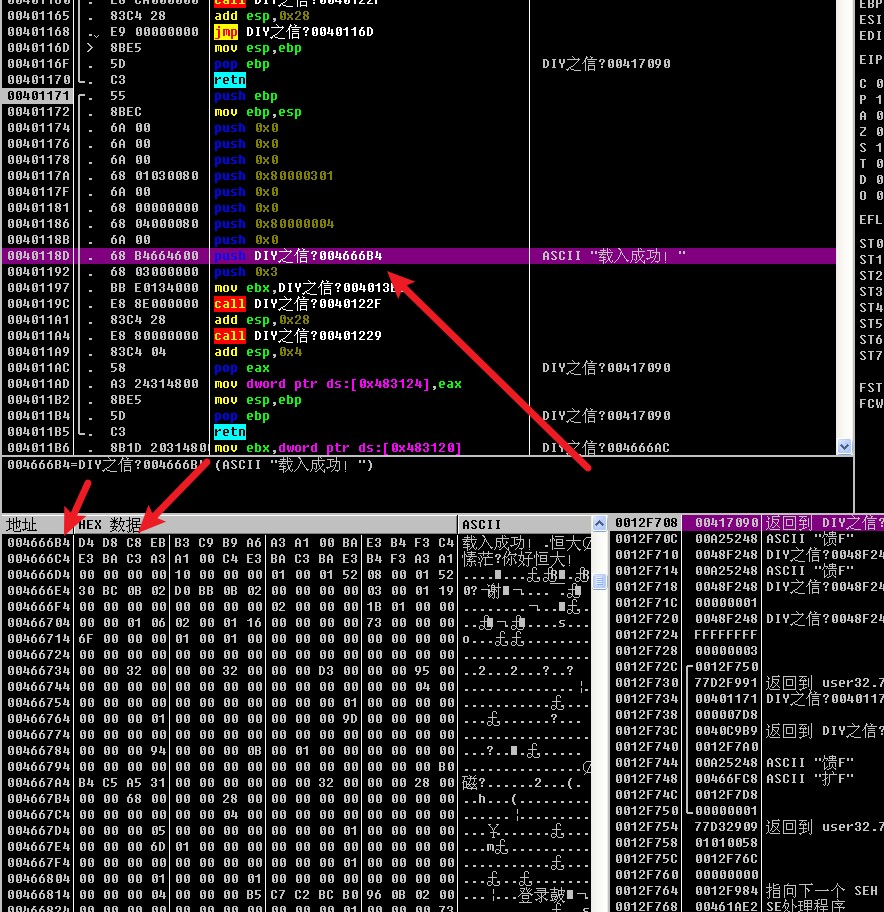 00401165 . 83C4 28 add esp,0x28
00401168 . E9 00000000 jmp DIY之信?0040116D
0040116D > 8BE5 mov esp,ebp
0040116F . 5D pop ebp DIY之信?00417090
00401170 . C3 retn
00401171 . 55 push ebp
00401172 . 8BEC mov ebp,esp
00401174 . 6A 00 push 0x0
00401176 . 6A 00 push 0x0
00401178 . 6A 00 push 0x0
0040117A . 68 01030080 push 0x80000301
0040117F . 6A 00 push 0x0
00401181 . 68 00000000 push 0x0
00401186 . 68 04000080 push 0x80000004
0040118B . 6A 00 push 0x0
0040118D . 68 B4664600 push DIY之信?004666B4 ASCII "载入成功! "
00401192 . 68 03000000 push 0x3
00401197 . BB E0134000 mov ebx,DIY之信?
0040119C . E8 8E000000 call DIY之信?0040122F
004011A1 . 83C4 28 add esp,0x28
004011A4 . E8 80000000 call DIY之信?00401229
004011A9 . 83C4 04 add esp,0x4
004011AC . 58 pop eax DIY之信?00417090
004011AD . A3 24314800 mov dword ptr ds:[0x483124],eax
004011B2 . 8BE5 mov esp,ebp
004011B4 . 5D pop ebp DIY之信?00417090
004011B5 . C3 retn
004011B6 . 8B1D 20314800 mov ebx,dword ptr ds:[0x483120] DIY之信?004666AC
004666B4=DIY之信?004666B4 (ASCII "载入成功! ")
地址 HEX 数据 ASCII
004666B4 D4 D8 C8 EB B3 C9 B9 A6 A3 A1 00 BA E3 B4 F3 C4 载入成功! .恒大
004666C4 E3 BA C3 A3 A1 00 C4 E3 BA C3 BA E3 B4 F3 A3 A1 愫茫?你好恒大!
004666D4 00 00 00 00 10 00 00 00 01 00 01 52 08 00 01 52
004666E4 30 BC 0B 02 D0 BB 0B 02 00 00 00 00 03 00 01 19
004666F4 00 00 00 00 00 00 00 00 02 00 00 00 1B 01 00 00
00466704 00 00 01 06 02 00 01 16 00 00 00 00 73 00 00 00
00466714 6F 00 00 00 01 00 01 00 00 00 00 00 00 00 00 00
00466724 00 00 00 00 00 00 00 00 00 00 00 00 00 00 00 00
00466734 00 00 32 00 00 00 32 00 00 00 D3 00 00 00 95 00 ..2...2...?..?
00466744 00 00 00 00 00 00 00 00 00 00 00 00 00 00 04 00
00466754 00 00 00 00 00 00 00 00 00 00 00 01 00 00 00 00
00466764 00 00 00 01 00 00 00 00 00 00 00 9D 00 00 00 00
00466774 00 00 00 00 00 00 00 00 00 00 00 00 00 00 00 00
00466784 00 00 00 94 00 00 00 0B 00 01 00 00 00 00 00 00
00466794 00 00 00 00 00 00 00 00 00 00 00 00 00 00 00 B0
004667A4 B4 C5 A5 31 00 00 00 00 00 00 32 00 00 00 28 00
004667B4 00 00 68 00 00 00 28 00 00 00 00 00 00 00 00 00 ..h...(.........
004667C4 00 00 00 00 00 00 04 00 00 00 00 00 00 00 00 00
004667D4 00 00 00 05 00 00 00 00 00 00 00 01 00 00 00 00
004667E4 00 00 00 6D 01 00 00 00 00 00 00 00 00 00 00 00
004667F4 00 00 00 00 00 00 00 00 00 00 00 01 00 00 00 00
00466804 00 00 00 01 00 00 01 00 00 00 00 00 00 00 00 00
00466814 00 00 00 04 00 00 00 B5 C7 C2 BC B0 96 0B 02 00
0012F708 00417090 返回到 DIY之信?
0012F70C 00A25248 ASCII "馈F"
0012F710 0048F248 DIY之信?0048F24
0012F714 00A25248 ASCII "馈F"
0012F718 0048F248 DIY之信?0048F24
0012F71C 00000001
0012F720 0048F248 DIY之信?0048F24
0012F724 FFFFFFFF
0012F728 00000003
0012F72C 0012F750
0012F730 77D2F991 返回到 user32.7
0012F734 00401171 DIY之信?0040117
0012F738 000007D8
0012F73C 0040C9B9 返回到 DIY之信?
0012F740 0012F7A0
0012F744 00A25248 ASCII "馈F"
0012F748 00466FC8 ASCII "扩F"
0012F74C 0012F7D8
0012F750 00000001
0012F754 77D32909 返回到 user32.7
0012F758 01010058
0012F75C 0012F76C
0012F760 00000000
0012F764 0012F984 指向下一个 SEH
0012F768 00461AE2 SE处理程序
EBP
ESI
EDI
EIP
C 0
P 1
A 0
Z 0
S 1
T 0
D 0
O 0
EFL
ST0
ST1
ST2
ST3
ST4
ST5
ST6
ST7
FST
FCW